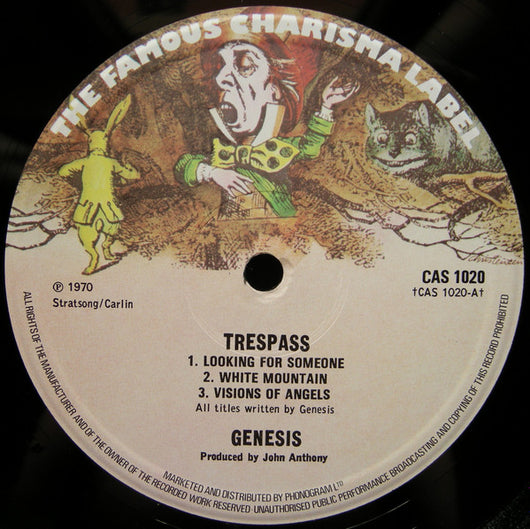 THE FAMOUS CHARISMA LABEL
℗ 1970
Stratsong/Carlin
CAS 1020
†CAS 1020-A†
TRESPASS
1. LOOKING FOR SOMEONE
2. WHITE MOUNTAIN
3. VISIONS OF ANGELS
All titles written by Genesis
GENESIS
Produced by John Anthony
MARKETED AND DISTRIBUTED BY PHONOGRAM LTD
ALL RIGHTS OF THE MANUFACTURER AND OF THE OWNER OF THE RECORDED WORK RESERVED · UNAUTHORISED PUBLIC PERFORMANCE BROADCASTING AND COPYING OF THIS RECORD PROHIBITED